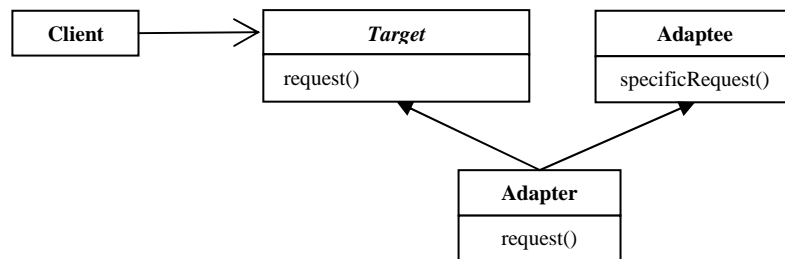 Client
Target
Adaptee
request()
specificRequest()
Adapter
request()